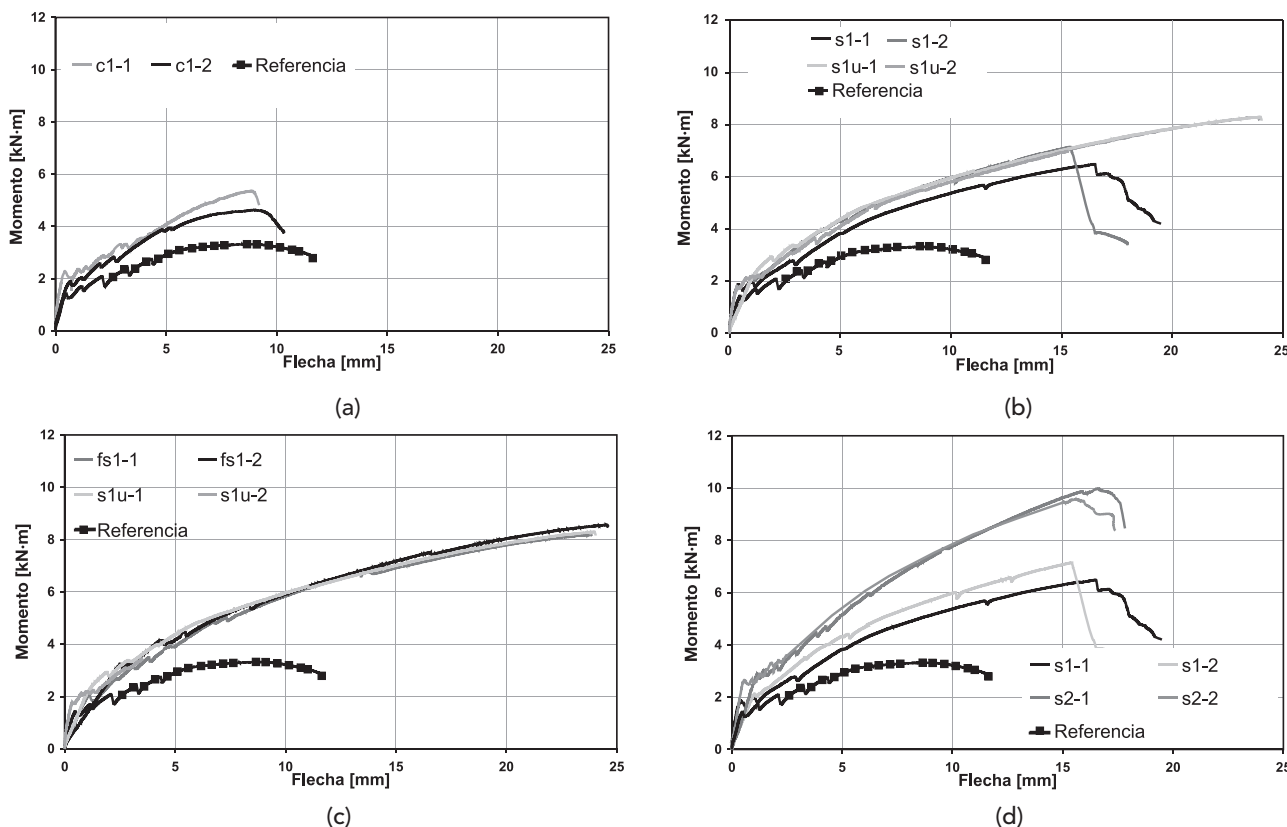 12
10
8
6
4
2
0
Momento [kN·m]
c1-1 c1-2 Referencia
0 5 10 15 20 25
Flecha [mm]
(a)
12
10
8
6
4
2
0
Momento [kN·m]
s1-1 s1-2
s1u-1 s1u-2
Referencia
0 5 10 15 20 25
Flecha [mm]
(b)
12
10
8
6
4
2
0
Momento [kN·m]
fs1-1 fs1-2
s1u-1 s1u-2
Referencia
0 5 10 15 20 25
Flecha [mm]
(c)
12
10
8
6
4
2
0
Momento [kN·m]
s1-1 s1-2
s2-1 s2-2
Referencia
0 5 10 15 20 25
Flecha [mm]
(d)